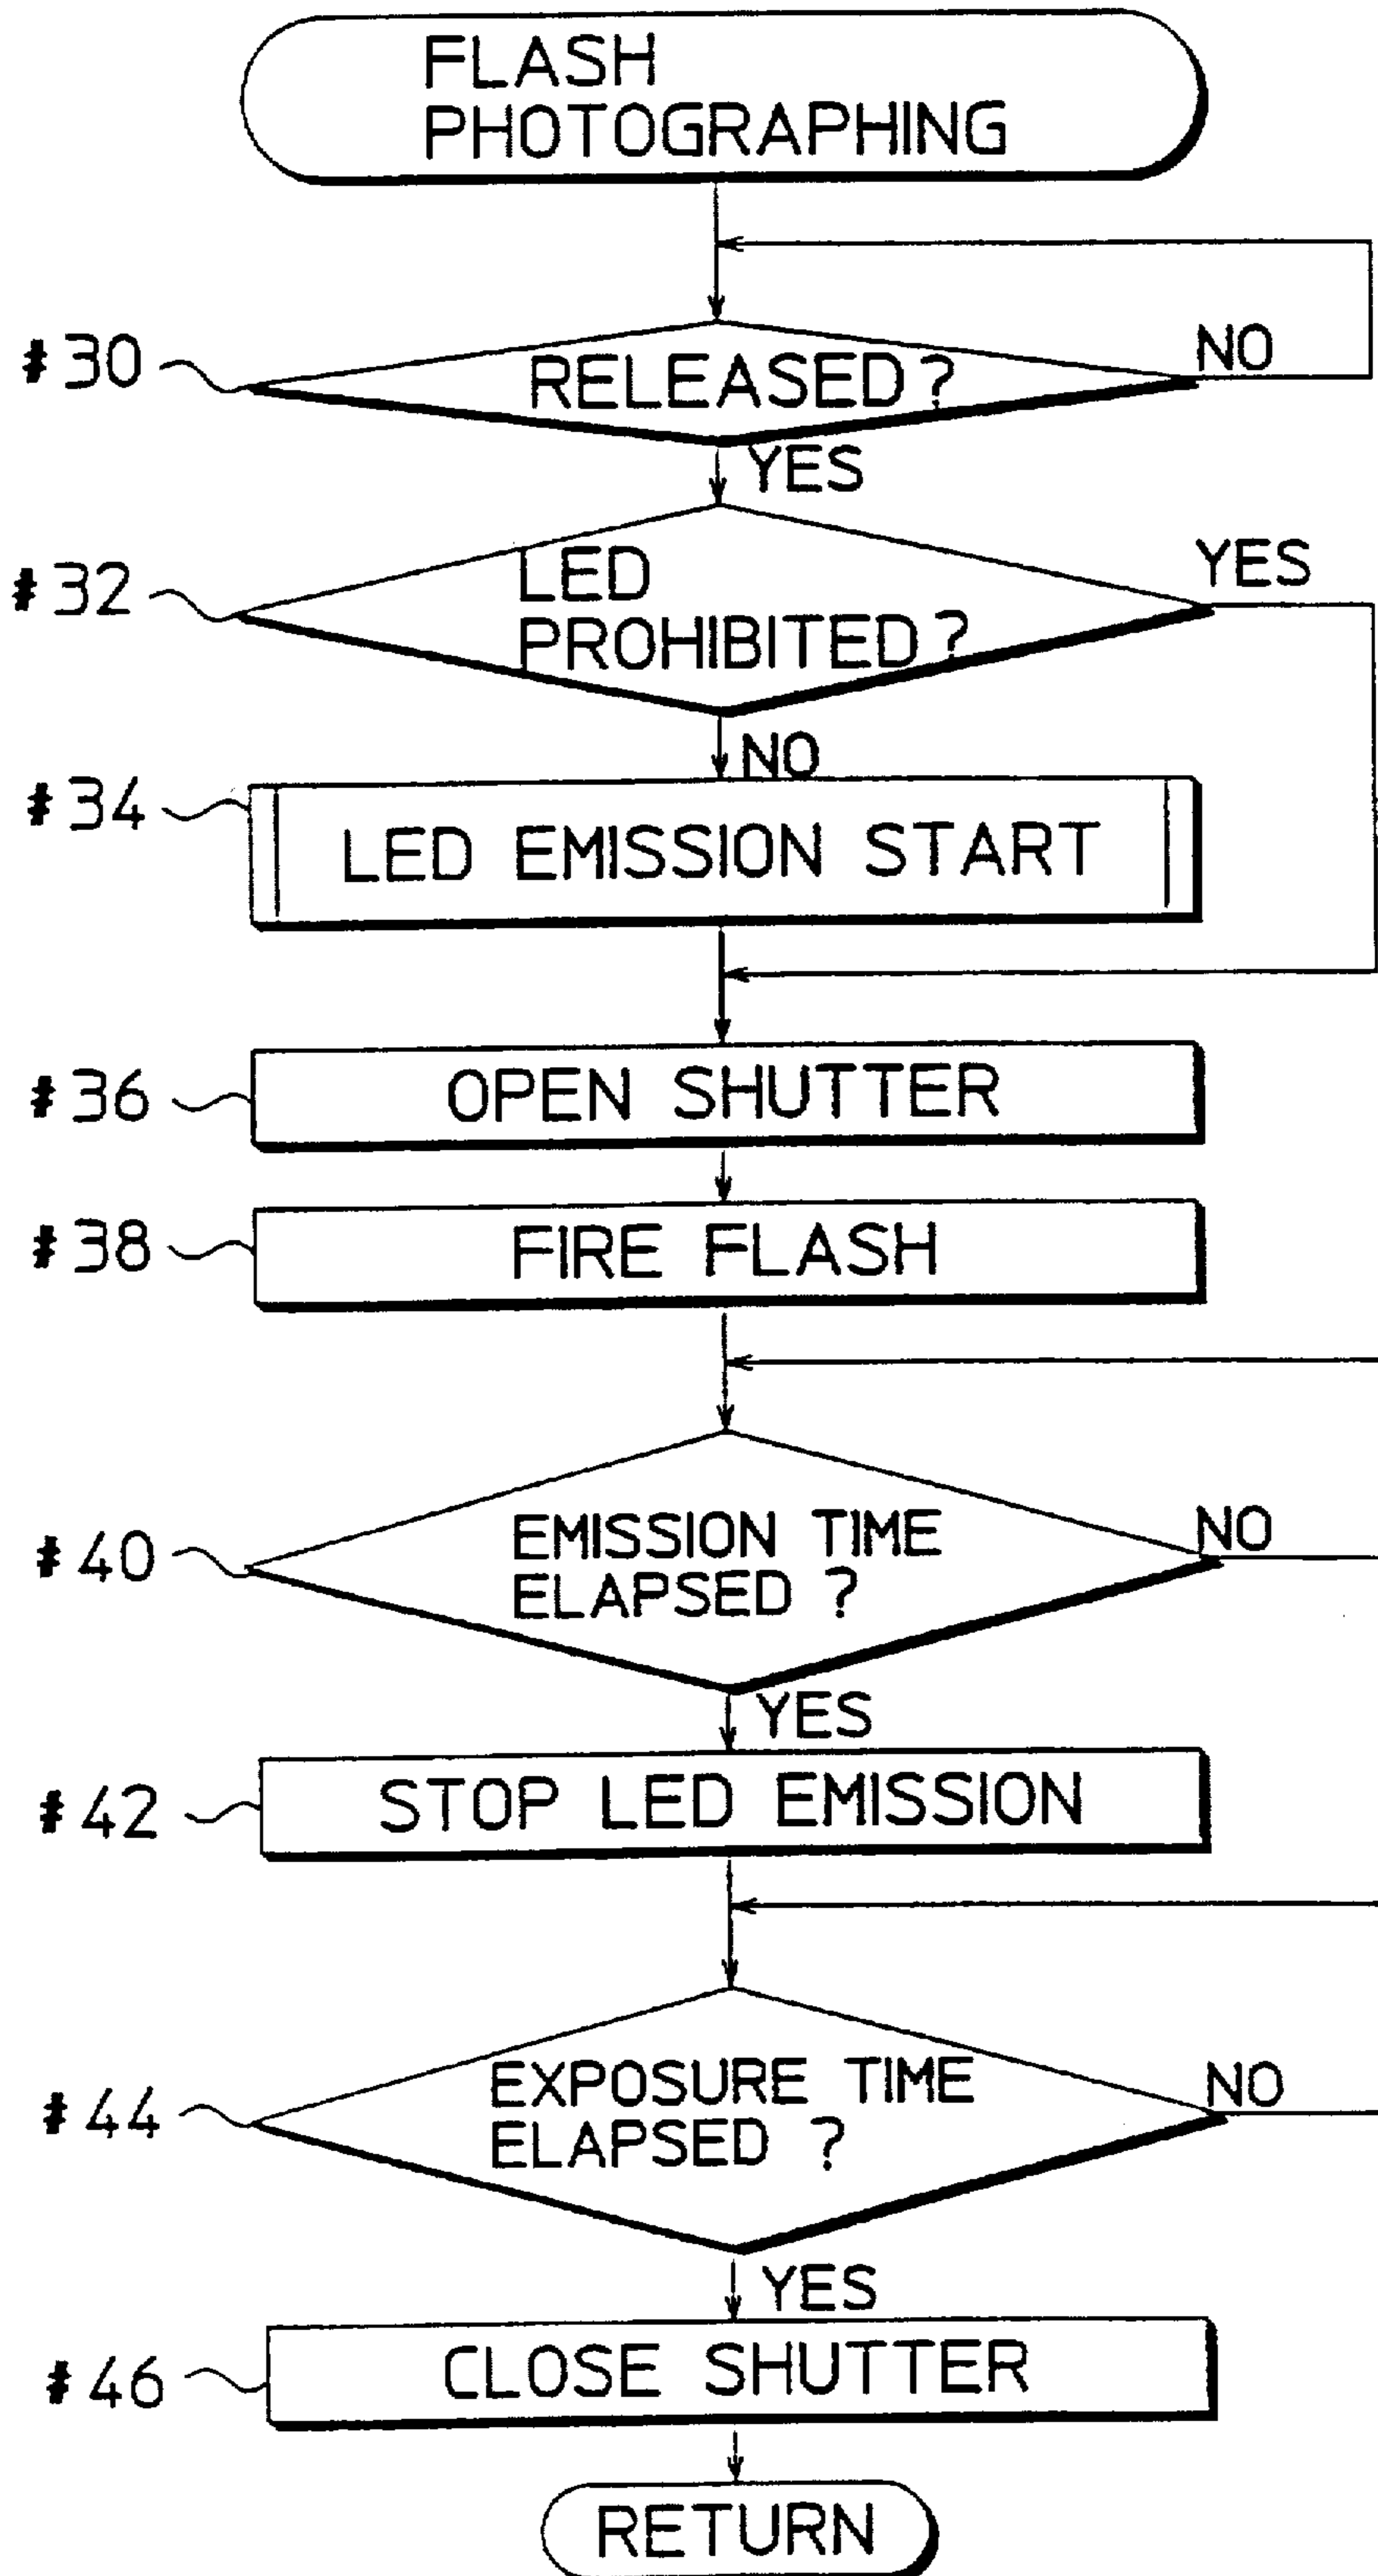 FLASH
PHOTOGRAPHING
#30
RELEASED?
NO
YES
#32
LED
PROHIBITED?
YES
NO
#34
LED EMISSION START
#36
OPEN SHUTTER
#38
FIRE FLASH
#40
EMISSION TIME
ELAPSED ?
NO
YES
#42
STOP LED EMISSION
#44
EXPOSURE TIME
ELAPSED ?
NO
YES
#46
CLOSE SHUTTER
RETURN